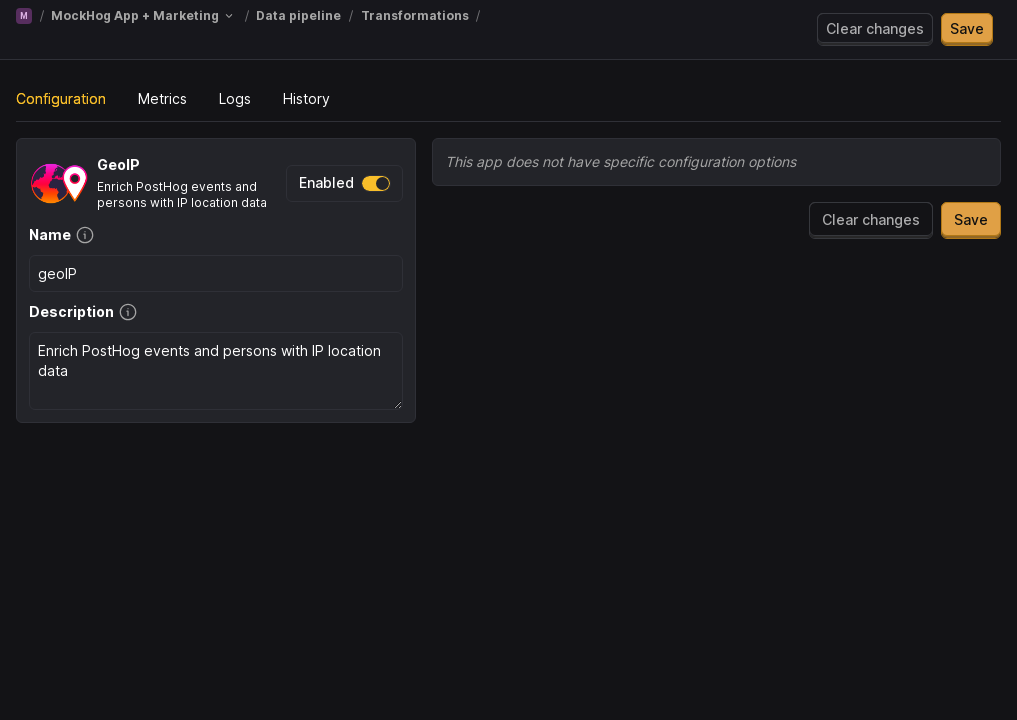 M / MockHog App + Marketing / Data pipeline / Transformations /
Clear changes Save
Configuration Metrics Logs History
GeoIP
Enrich PostHog events and
persons with IP location data
Enabled
Name
geoIP
Description
Enrich PostHog events and persons with IP location
data
This app does not have specific configuration options
Clear changes Save